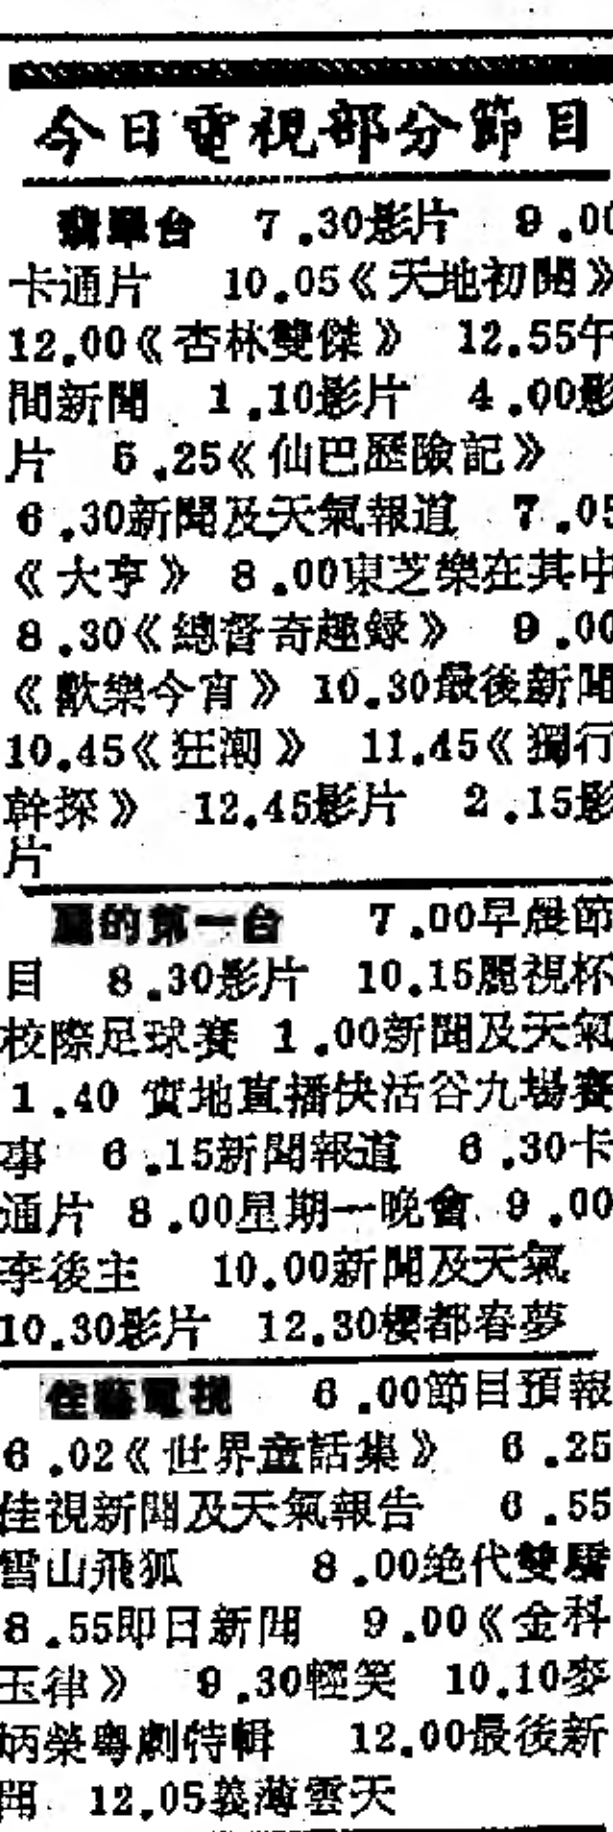 今日電視部分節目
翡翠台 7.30影片 9.00
卡通片 10.05《天地初開》
12.00《杏林雙傑》 12.55午
間新聞 1.10影片 4.00影
片 5.25《仙巴歷險記》
6.30新聞及天氣報道 7.05
《大亨》 8.00東芝樂在其中
8.30《總督奇趣録》 9.00
《歡樂今宵》 10.30最後新聞
10.45《狂潮》 11.45《獨行
幹探》 12.45影片 2.15影
片
麗的第一台 7.00早晨節
目 8.30影片 10.15麗視杯
校際足球賽 1.00新聞及天氣
1.40 實地直播快活谷九場賽
事 6.15新聞報道 6.30卡
通片 8.00星期一晚會 9.00
李後主 10.00新聞及天氣
10.30影片 12.30櫻都春夢
佳藝電視 6.00節目預報
6.02《世界童話集》 6.25
佳視新聞及天氣報告 6.55
雪山飛狐 8.00絶代雙驕
8.55即日新聞 9.00《金科
玉律》 9.30輕笑 10.10麥
炳榮粵劇特輯 12.00最後新
聞 12.05義薄雲天